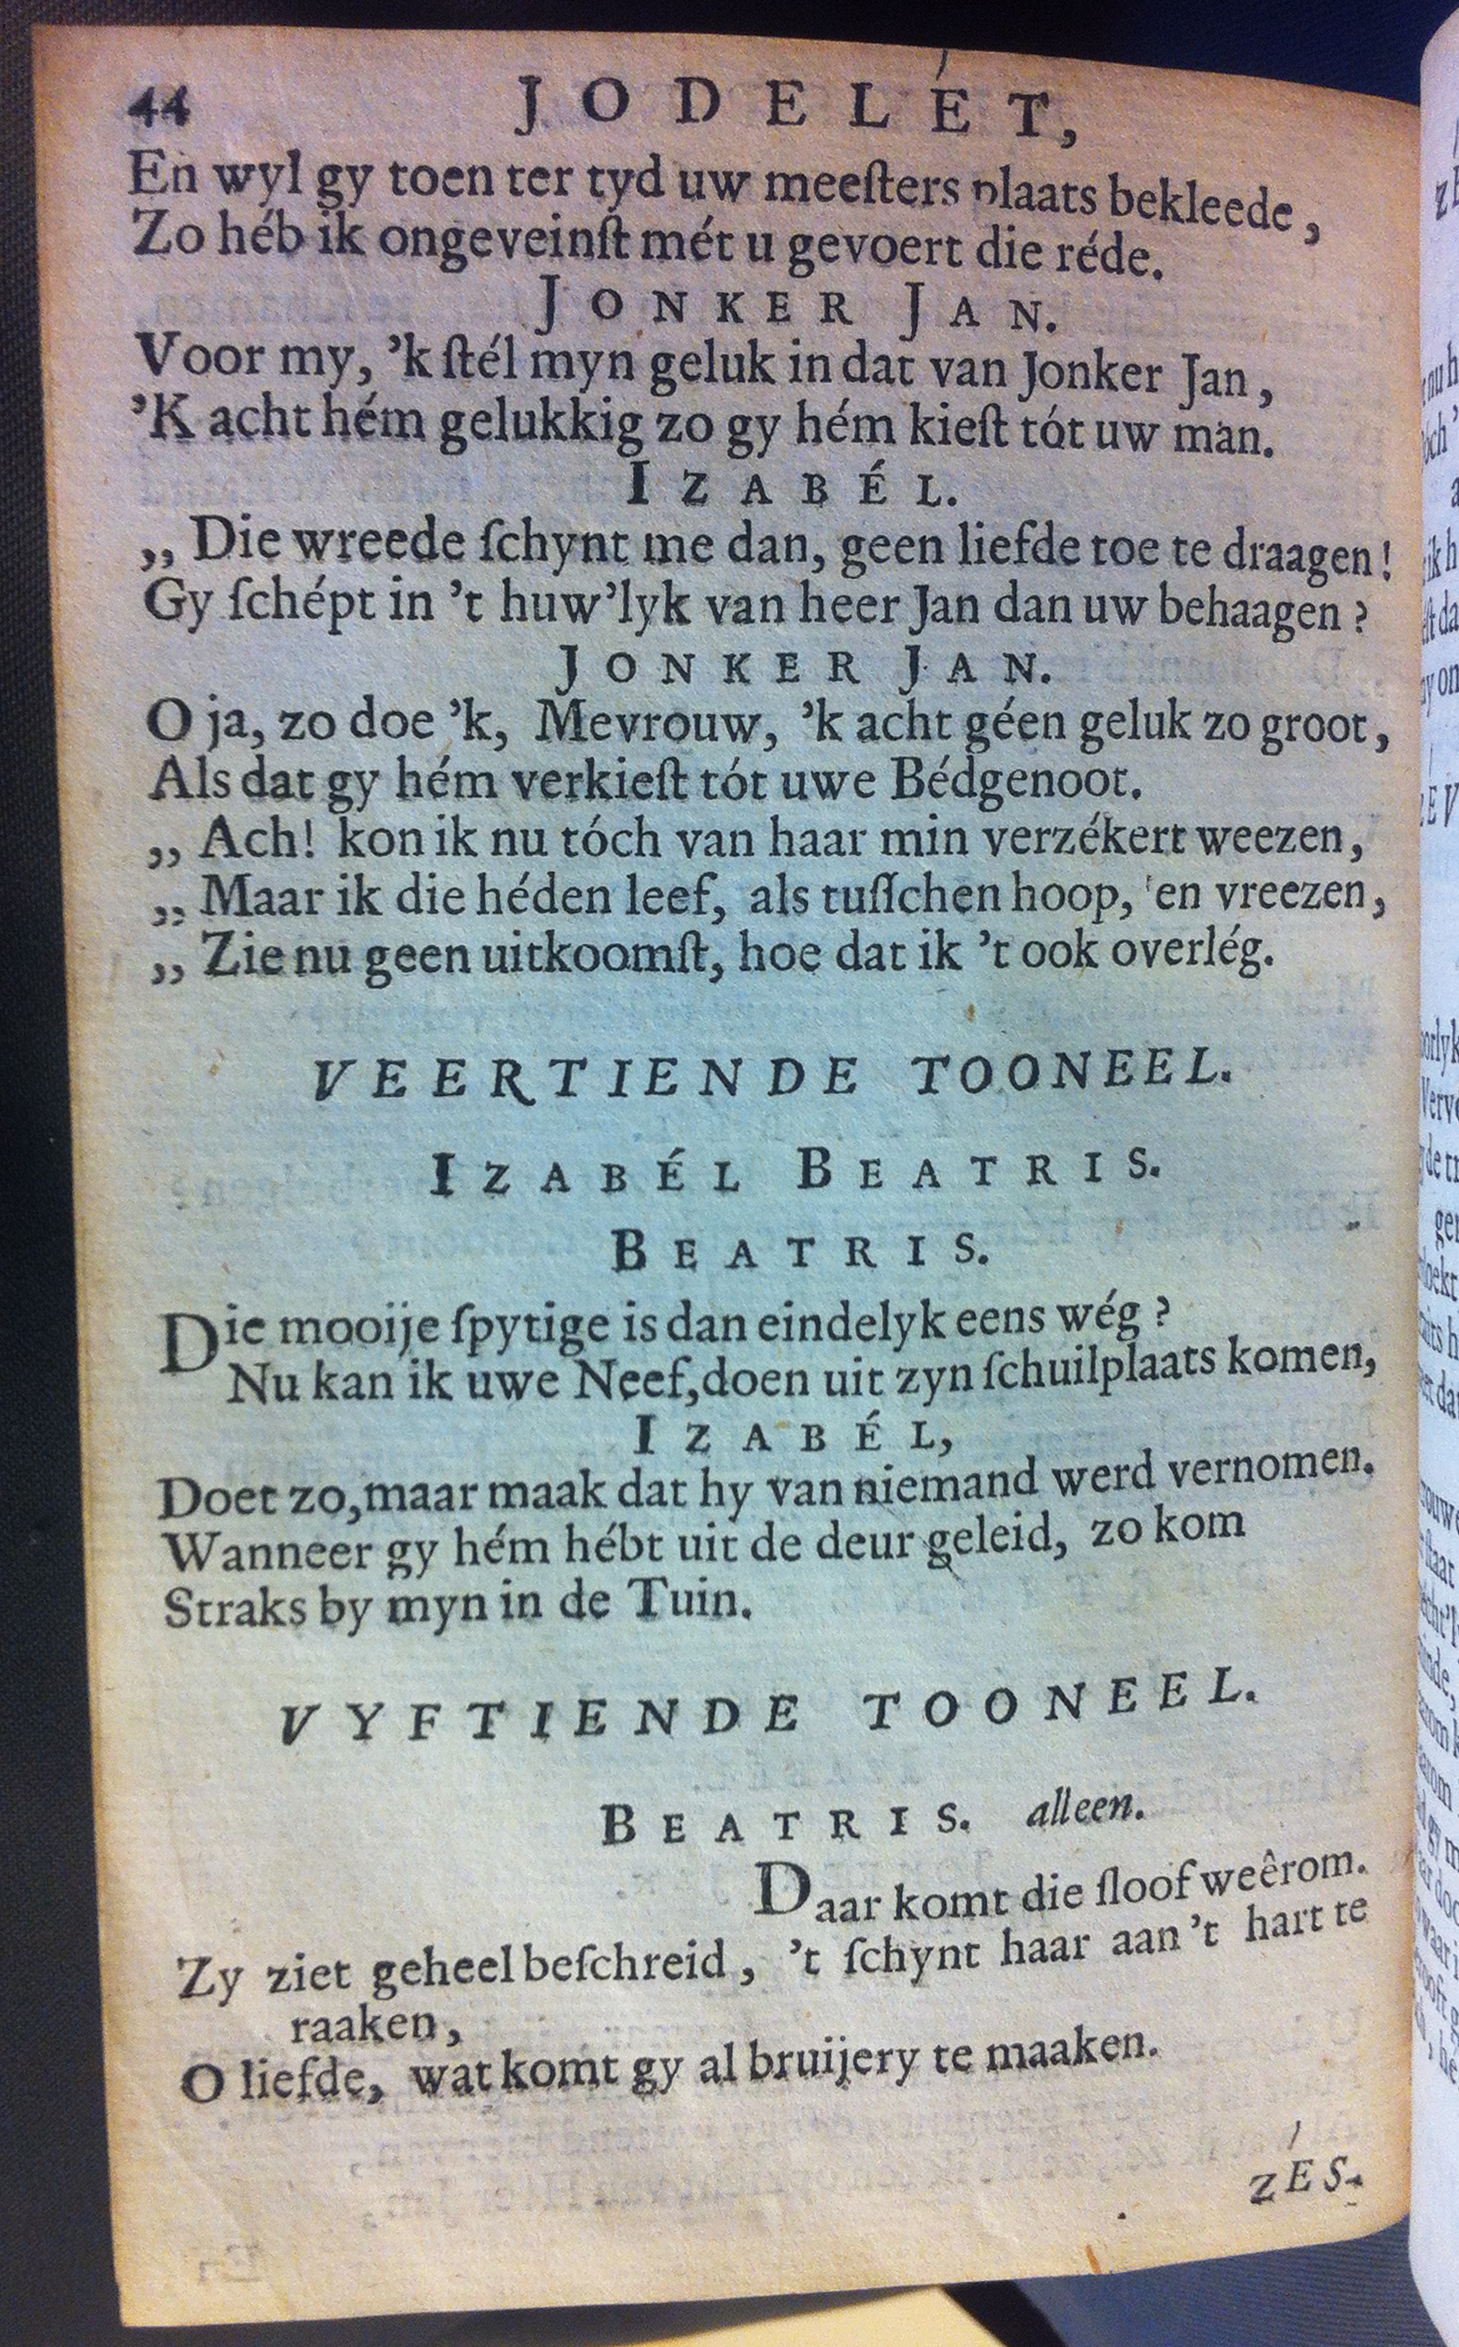 44 JODELÉT,
En wyl gy toen ter tyd uw meeſters plaats bekleede,
Zo héb ik ongeveinſt mét u gevoert die réde.
JONKER JAN.
Voor my, ’k ſtél myn geluk in dat van Jonker Jan,
’K acht hém gelukkig zo gy hém kieſt tót uw man.
IZABÉL.
„ Die wreede ſchynt me dan, geen liefde toe te draagen!
Gy ſchépt in ’t huw’lyk van heer Jan dan uw behaagen?
JONKER JAN.
O ja, zo doe ’k, Mevrouw, ’k acht géen geluk zo groot,
Als dat gy hém verkieſt tót uwe Bédgenoot.
„ Ach! kon ik nu tóch van haar min verzékert weezen,
„ Maar ik die héden leef, als tuſſchen hoop, 'en vreezen,
„ Zie nu geen uitkoomſt, hoe dat ik ’t ook overlég.
VEERTIENDE TOONEEL.
IZABÉL BEATRIS.
BEATRIS.
Die mooije ſpytige is dan eindelyk eens wég?
Nu kan ik uwe Neef, doen uit zyn ſchuilplaats komen,
IZABÉL,
Doet zo, maar maak dat hy van niemand werd vernomen.
Wanneer gy hém hébt uit de deur geleid, zo kom
Straks by myn in de Tuin.
VYFTIENDE TOONEEL.
BEATRIS. alleen.
Daar komt die ſloof weêrom.
Zy ziet geheel beſchreid, ’t ſchynt haar aan ’t hart te
raaken,
O liefde, wat komt gy al bruijery te maaken.
ZÉS-